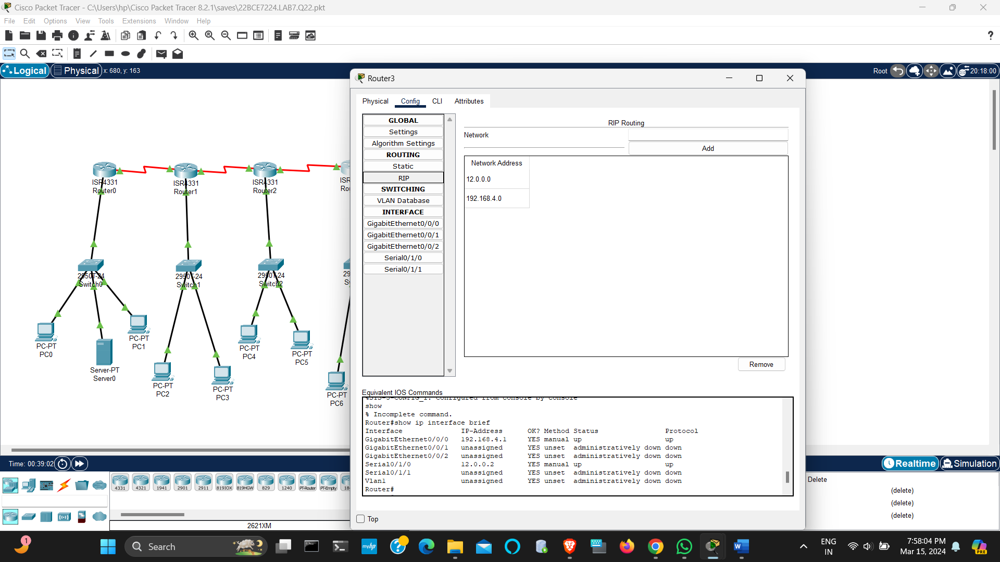 Cisco Packet Tracer - C:\Users\hp\Cisco Packet Tracer 8.2.1\saves\22BCE7224.LAB7.Q22.pkt
File Edit Options View Tools Extensions Window Help
?
Logical Physical x: 680, y: 163
Root 20:18:00
Router3
Physical Config CLI Attributes
GLOBAL
Settings
Algorithm Settings
ROUTING
Static
RIP
SWITCHING
VLAN Database
INTERFACE
GigabitEthernet0/0/0
GigabitEthernet0/0/1
GigabitEthernet0/0/2
Serial0/1/0
Serial0/1/1
RIP Routing
Network
Add
Network Address
12.0.0.0
192.168.4.0
Remove
Equivalent IOS Commands
%SYS-5-CONFIG_I: Configured from console by console
show
% Incomplete command.
Router#show ip interface brief
Interface IP-Address OK? Method Status Protocol
GigabitEthernet0/0/0 192.168.4.1 YES manual up up
GigabitEthernet0/0/1 unassigned YES unset administratively down down
GigabitEthernet0/0/2 unassigned YES unset administratively down down
Serial0/1/0 12.0.0.2 YES manual up up
Serial0/1/1 unassigned YES unset administratively down down
Vlan1 unassigned YES unset administratively down down
Router#
Top
ISR4331
Router0
ISR4331
Router1
ISR4331
Router2
ISR
Ro
2950T-24
Switch0
2950T-24
Switch1
2950T-24
Switch2
29
S
PC-PT
PC0
Server-PT
Server0
PC-PT
PC1
PC-PT
PC2
PC-PT
PC3
PC-PT
PC4
PC-PT
PC5
PC-PT
PC6
Time: 00:39:02
Realtime Simulation
4331 4321 1941 2901 2911 819IOX 819HGW 829 1240 PT-Router PT-Empty 18
2621XM
Delete
(delete)
(delete)
(delete)
1
Search
myhp
ENG
IN
7:58:04 PM
Mar 15, 2024
PRE